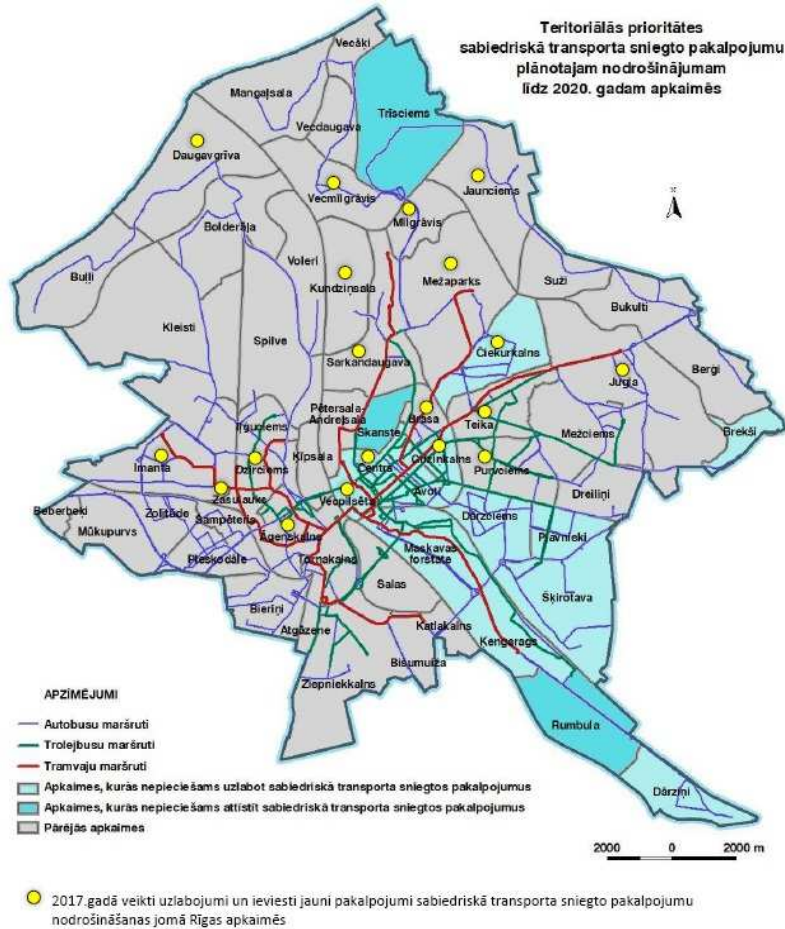 Teritoriālās prioritātes
sabiedriskā transporta sniegto pakalpojumu
plānotajam nodrošinājumam
līdz 2020. gadam apkaimēs
Vecāķi
Mangaļsala
Trīsciems
Vecdaugava
Daugavgrīva
Vecmīlgrāvis
Jaunciems
Mīlgrāvis
Bolderāja
Voleri
Mežaparks
Buļļi
Kundziņsala
Suži
Bukulti
Kleisti
Spilve
Čiekurkalns
Sarkandaugava
Berģi
Jugla
Pētersala-
Andrejsala
Brasa
Teika
Skanste
Iļģuciems
Mežciems
Brekši
Ķīpsala
Grīziņkalns
Imanta
Dzirciems
Centrs
Purvciems
Dreiliņi
Zasulauks
Vecpilsēta
Avoti
Beberbeķi
Zolitūde
Šampēteris
Dārzciems
Mūkupurvs
Āgenskalns
Pļavnieki
Pleskodāle
Torņakalns
Maskavas
forštate
Salas
Šķirotava
Bieriņi
Atgāzene
Katlakalns
Ķengarags
Bišumuiža
Ziepniekkalns
Rumbula
Dārziņi
APZĪMĒJUMI
Autobusu maršruti
Trolejbusu maršruti
Tramvaju maršruti
Apkaimes, kurās nepieciešams uzlabot sabiedriskā transporta sniegtos pakalpojumus
Apkaimes, kurās nepieciešams attīstīt sabiedriskā transporta sniegtos pakalpojumus
Pārējās apkaimes
2000 0 2000 m
2017.gadā veikti uzlabojumi un ieviesti jauni pakalpojumi sabiedriskā transporta sniegto pakalpojumu
nodrošināšanas jomā Rīgas apkaimēs